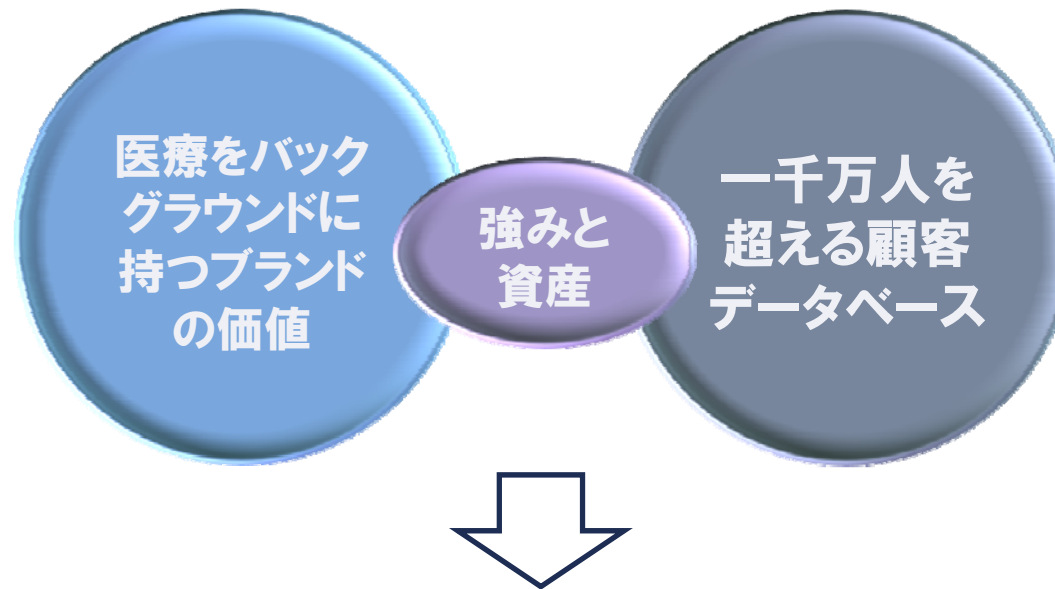 医療をバック
グラウンドに
持つブランド
の価値
強みと
資産
一千万人を
超える顧客
データベース